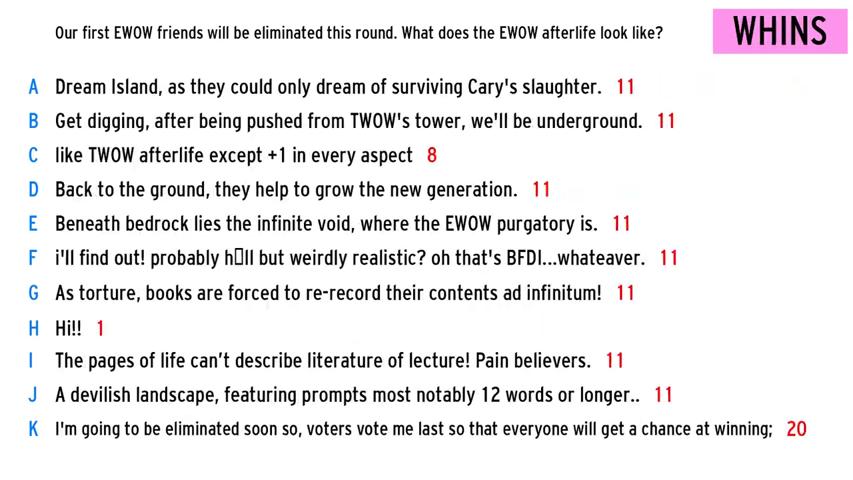 Our first EWOW friends will be eliminated this round. What does the EWOW afterlife look like?
WHINS
A Dream Island, as they could only dream of surviving Cary's slaughter. 11
B Get digging, after being pushed from TWOW's tower, we'll be underground. 11
C like TWOW afterlife except +1 in every aspect 8
D Back to the ground, they help to grow the new generation. 11
E Beneath bedrock lies the infinite void, where the EWOW purgatory is. 11
F i'll find out! probably h▯ll but weirdly realistic? oh that's BFDI...whateaver. 11
G As torture, books are forced to re-record their contents ad infinitum! 11
H Hi!! 1
I The pages of life can't describe literature of lecture! Pain believers. 11
J A devilish landscape, featuring prompts most notably 12 words or longer.. 11
K I'm going to be eliminated soon so, voters vote me last so that everyone will get a chance at winning; 20